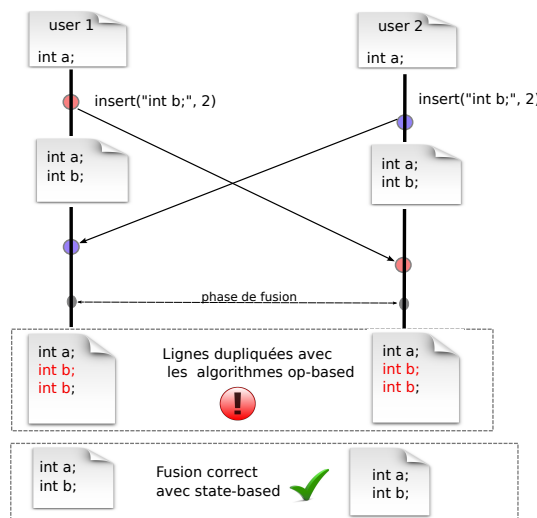 user 1
int a;
user 2
int a;
insert("int b;", 2)
insert("int b;", 2)
int a;
int b;
int a;
int b;
phase de fusion
int a;
int b;
int b;
Lignes dupliquées avec
les algorithmes op-based
!
int a;
int b;
int b;
int a;
int b;
Fusion correct
avec state-based
int a;
int b;